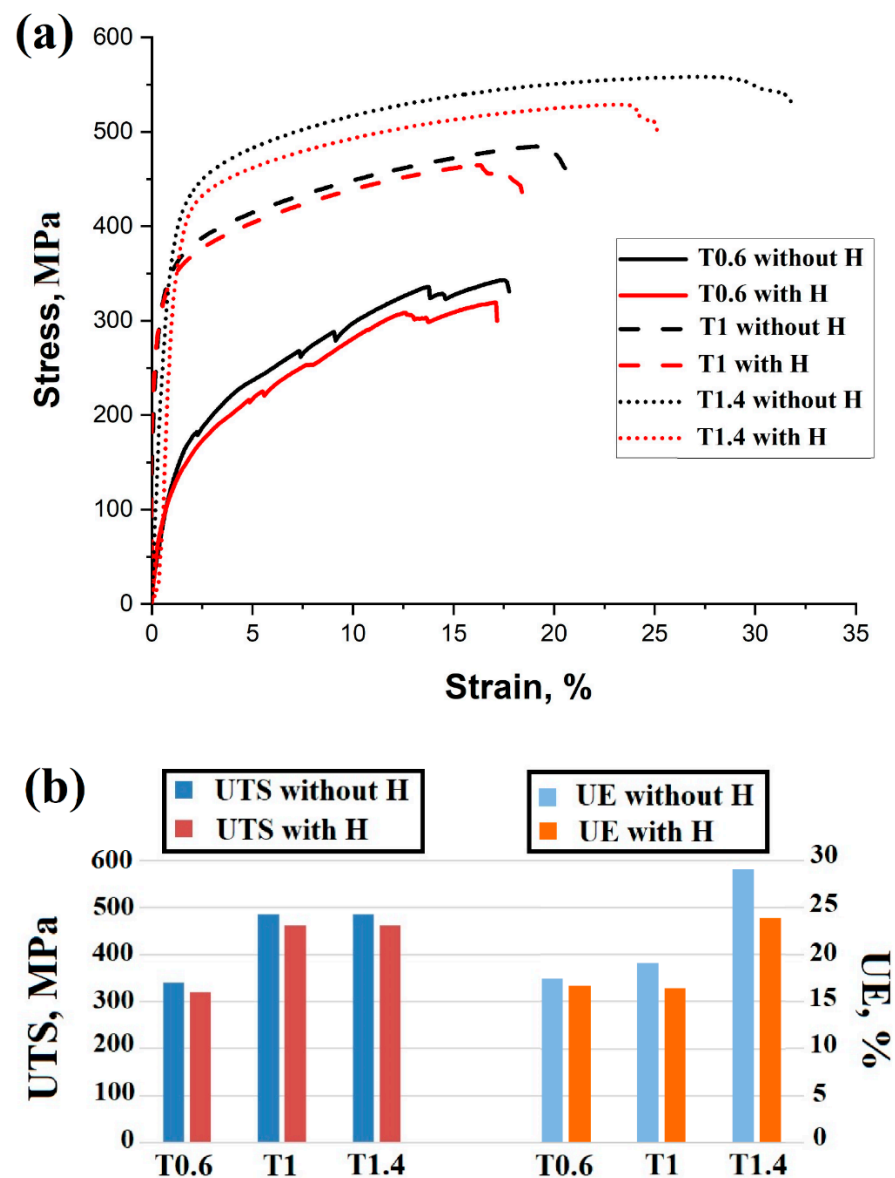 (a)
600
500
400
300
200
100
0
Stress, MPa
T0.6 without H
T0.6 with H
T1 without H
T1 with H
T1.4 without H
T1.4 with H
0 5 10 15 20 25 30 35
Strain, %
(b)
UTS without H
UTS with H
UE without H
UE with H
600
500
400
300
200
100
0
UTS, MPa
30
25
20
15
10
5
0
UE, %
T0.6 T1 T1.4
T0.6 T1 T1.4